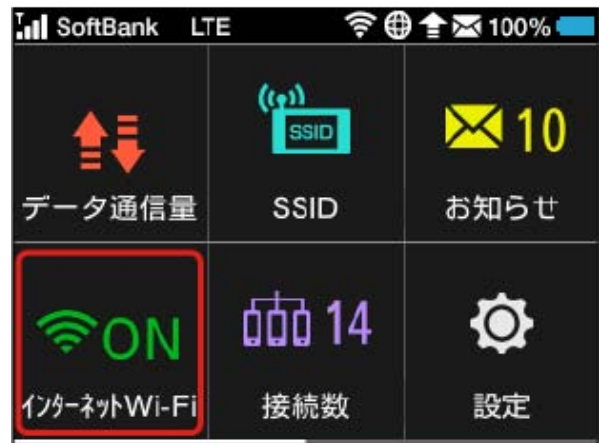 SoftBank LTE 100%
SSID
10
データ通信量
SSID
お知らせ
ON
14
インターネットWi-Fi
接続数
設定